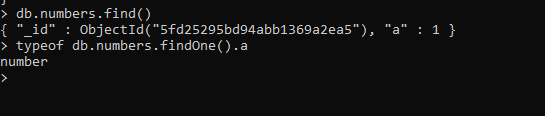 > db.numbers.find()
{ "_id" : ObjectId("5fd25295bd94abb1369a2ea5"), "a" : 1 }
> typeof db.numbers.findOne().a
number
>